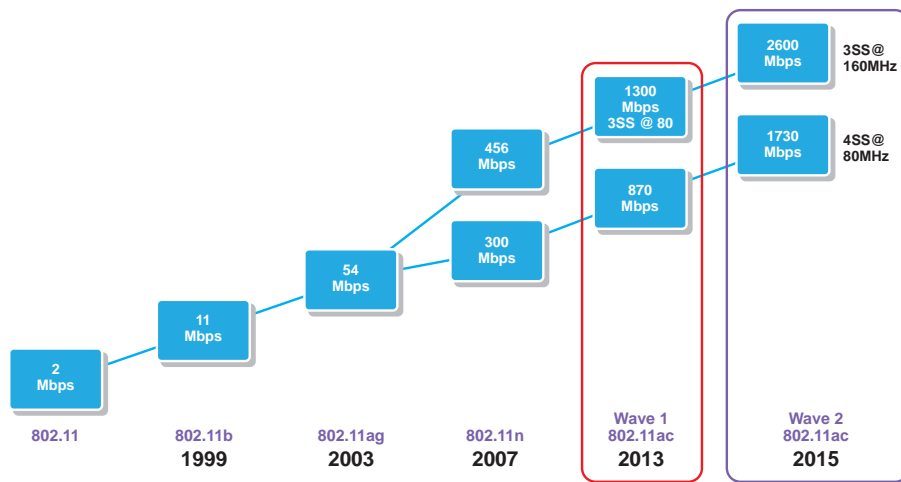 2600
Mbps
3SS@
160MHz
1300
Mbps
3SS @ 80
456
Mbps
1730
Mbps
4SS@
80MHz
870
Mbps
300
Mbps
54
Mbps
11
Mbps
2
Mbps
802.11
802.11b
1999
802.11ag
2003
802.11n
2007
Wave 1
802.11ac
2013
Wave 2
802.11ac
2015